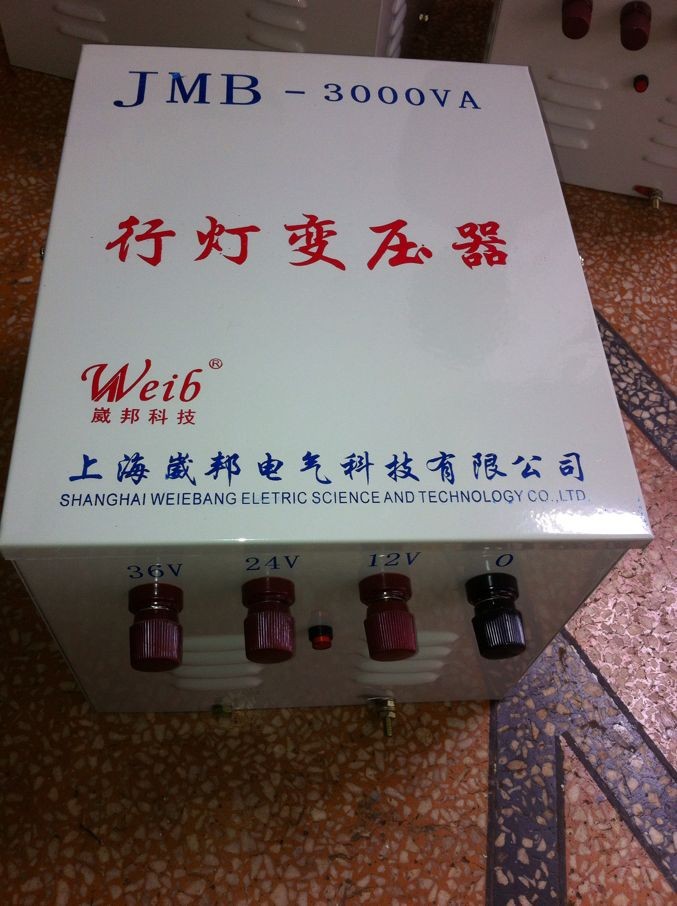 JMB - 3000VA
行灯变压器
Weib®
崴邦科技
上海崴邦电气科技有限公司
SHANGHAI WEIEBANG ELETRIC SCIENCE AND TECHNOLOGY CO.,LTD.
36V 24V 12V O